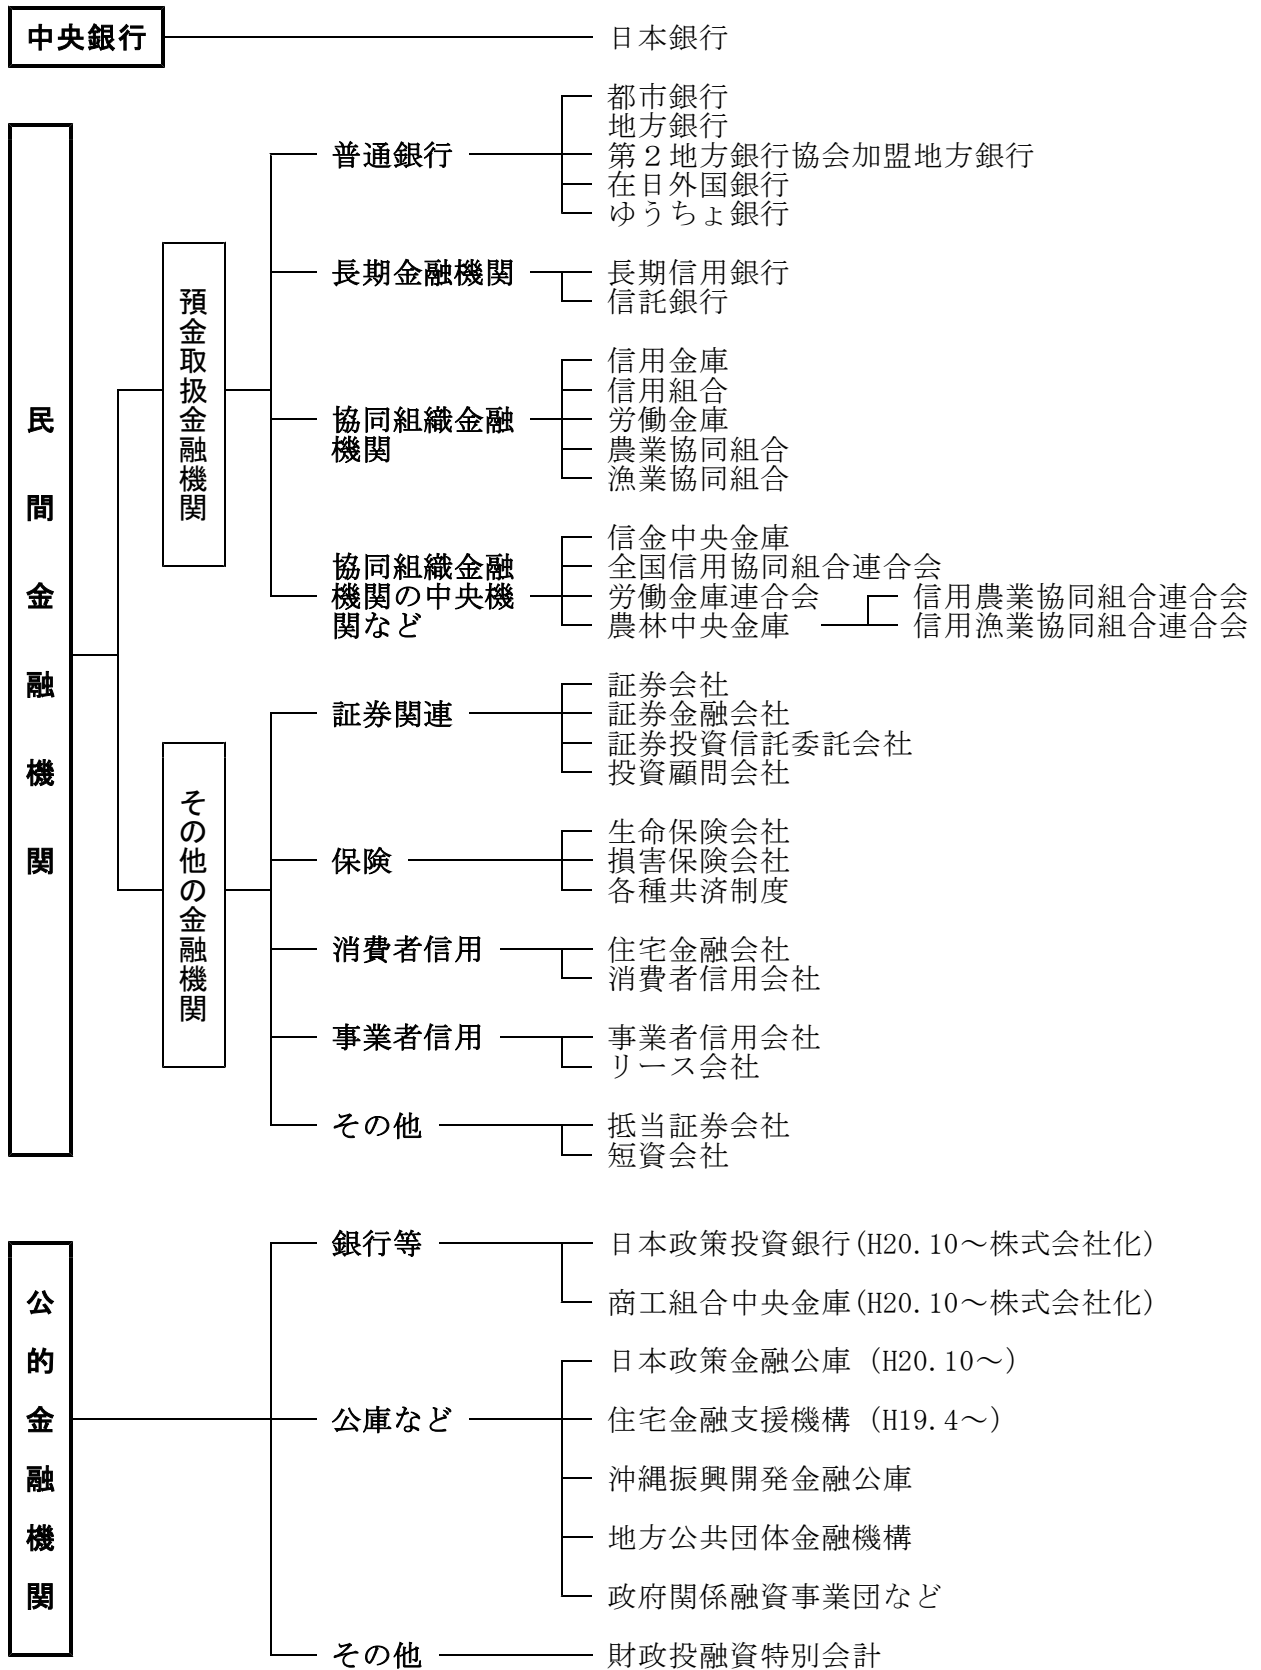 中央銀行
日本銀行
民間金融機関
預金取扱金融機関
普通銀行
都市銀行
地方銀行
第２地方銀行協会加盟地方銀行
在日外国銀行
ゆうちょ銀行
長期金融機関
長期信用銀行
信託銀行
協同組織金融
機関
信用金庫
信用組合
労働金庫
農業協同組合
漁業協同組合
協同組織金融
機関の中央機
関など
信金中央金庫
全国信用協同組合連合会
労働金庫連合会
農林中央金庫
信用農業協同組合連合会
信用漁業協同組合連合会
その他の金融機関
証券関連
証券会社
証券金融会社
証券投資信託委託会社
投資顧問会社
保険
生命保険会社
損害保険会社
各種共済制度
消費者信用
住宅金融会社
消費者信用会社
事業者信用
事業者信用会社
リース会社
その他
抵当証券会社
短資会社
公的金融機関
銀行等
日本政策投資銀行(H20.10～株式会社化)
商工組合中央金庫(H20.10～株式会社化)
公庫など
日本政策金融公庫 (H20.10～)
住宅金融支援機構 (H19.4～)
沖縄振興開発金融公庫
地方公共団体金融機構
政府関係融資事業団など
その他
財政投融資特別会計